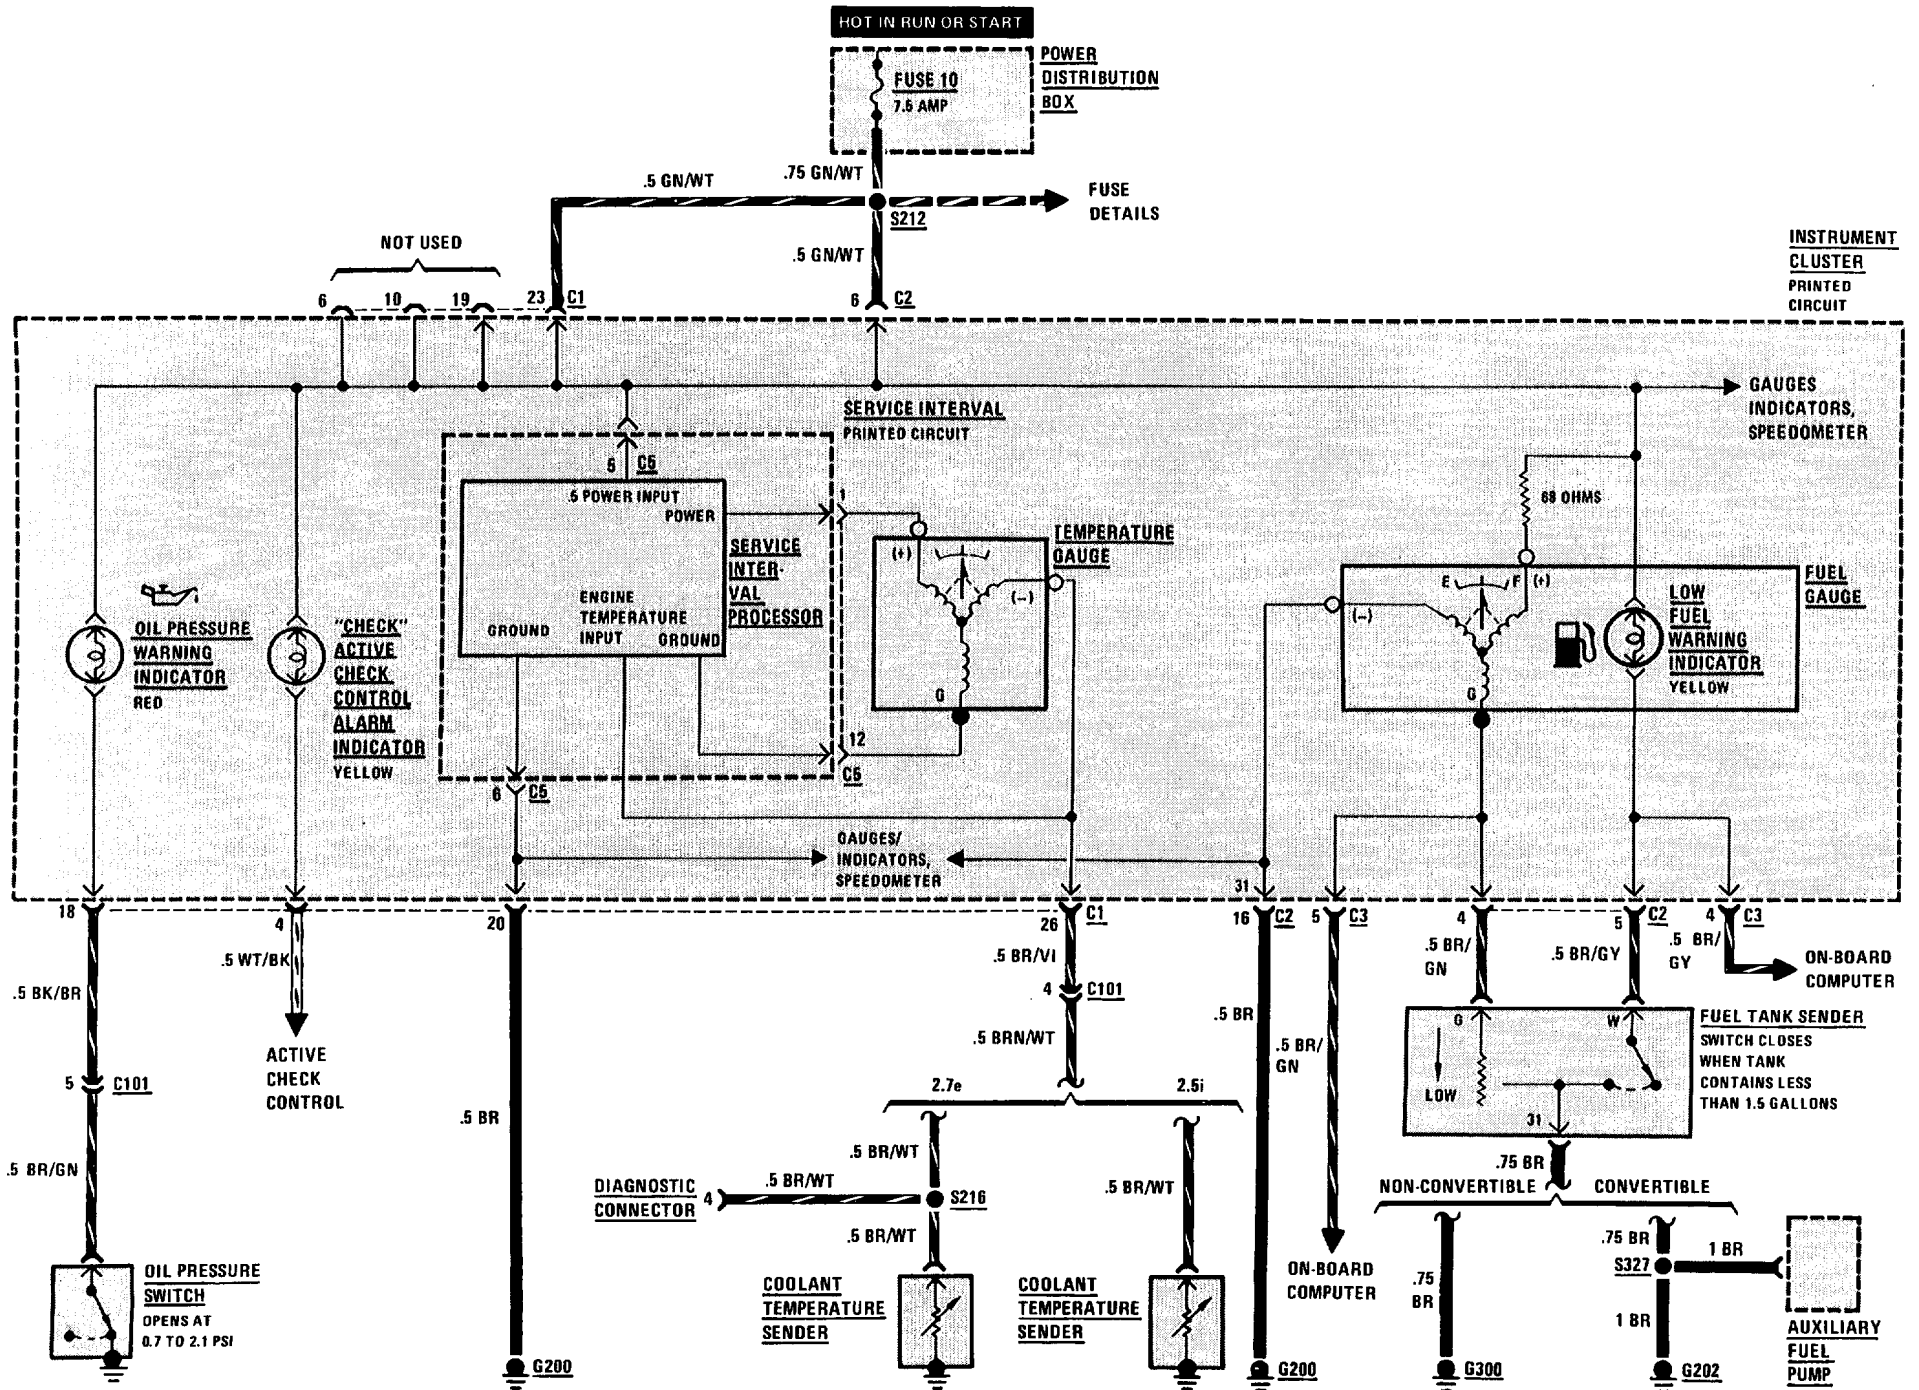 HOT IN RUN OR START
POWER
DISTRIBUTION
BOX
FUSE 10
7.5 AMP
.5 GN/WT
.75 GN/WT
FUSE
DETAILS
S212
NOT USED
.5 GN/WT
INSTRUMENT
CLUSTER
PRINTED
CIRCUIT
6
10
19
23
C1
6
C2
GAUGES
INDICATORS,
SPEEDOMETER
SERVICE INTERVAL
PRINTED CIRCUIT
5
C5
.5 POWER INPUT
POWER
1
68 OHMS
SERVICE
INTER-
VAL
PROCESSOR
(+)
TEMPERATURE
GAUGE
(–)
ENGINE
TEMPERATURE
INPUT
GROUND
GROUND
G
E
F
(+)
(–)
G
FUEL
GAUGE
LOW
FUEL
WARNING
INDICATOR
YELLOW
OIL PRESSURE
WARNING
INDICATOR
RED
"CHECK"
ACTIVE
CHECK
CONTROL
ALARM
INDICATOR
YELLOW
12
C5
6
C5
GAUGES/
INDICATORS,
SPEEDOMETER
31
18
4
20
26
C1
16
C2
5
C3
4
5
C2
4
C3
.5 WT/BK
.5 BK/BR
.5 BR/VI
.5 BR/
GN
.5 BR/GY
.5 BR/
GY
ON-BOARD
COMPUTER
4
C101
.5 BR
.5 BRN/WT
.5 BR/
GN
G
W
LOW
31
FUEL TANK SENDER
SWITCH CLOSES
WHEN TANK
CONTAINS LESS
THAN 1.5 GALLONS
ACTIVE
CHECK
CONTROL
5
C101
2.7e
2.5i
.5 BR
.5 BR/GN
.5 BR/WT
.5 BR/WT
DIAGNOSTIC
CONNECTOR
4
S216
.5 BR/WT
.5 BR/WT
.75 BR
NON-CONVERTIBLE
CONVERTIBLE
.75 BR
S327
1 BR
.75
BR
1 BR
OIL PRESSURE
SWITCH
OPENS AT
0.7 TO 2.1 PSI
COOLANT
TEMPERATURE
SENDER
COOLANT
TEMPERATURE
SENDER
ON-BOARD
COMPUTER
G200
G200
G300
G202
AUXILIARY
FUEL
PUMP